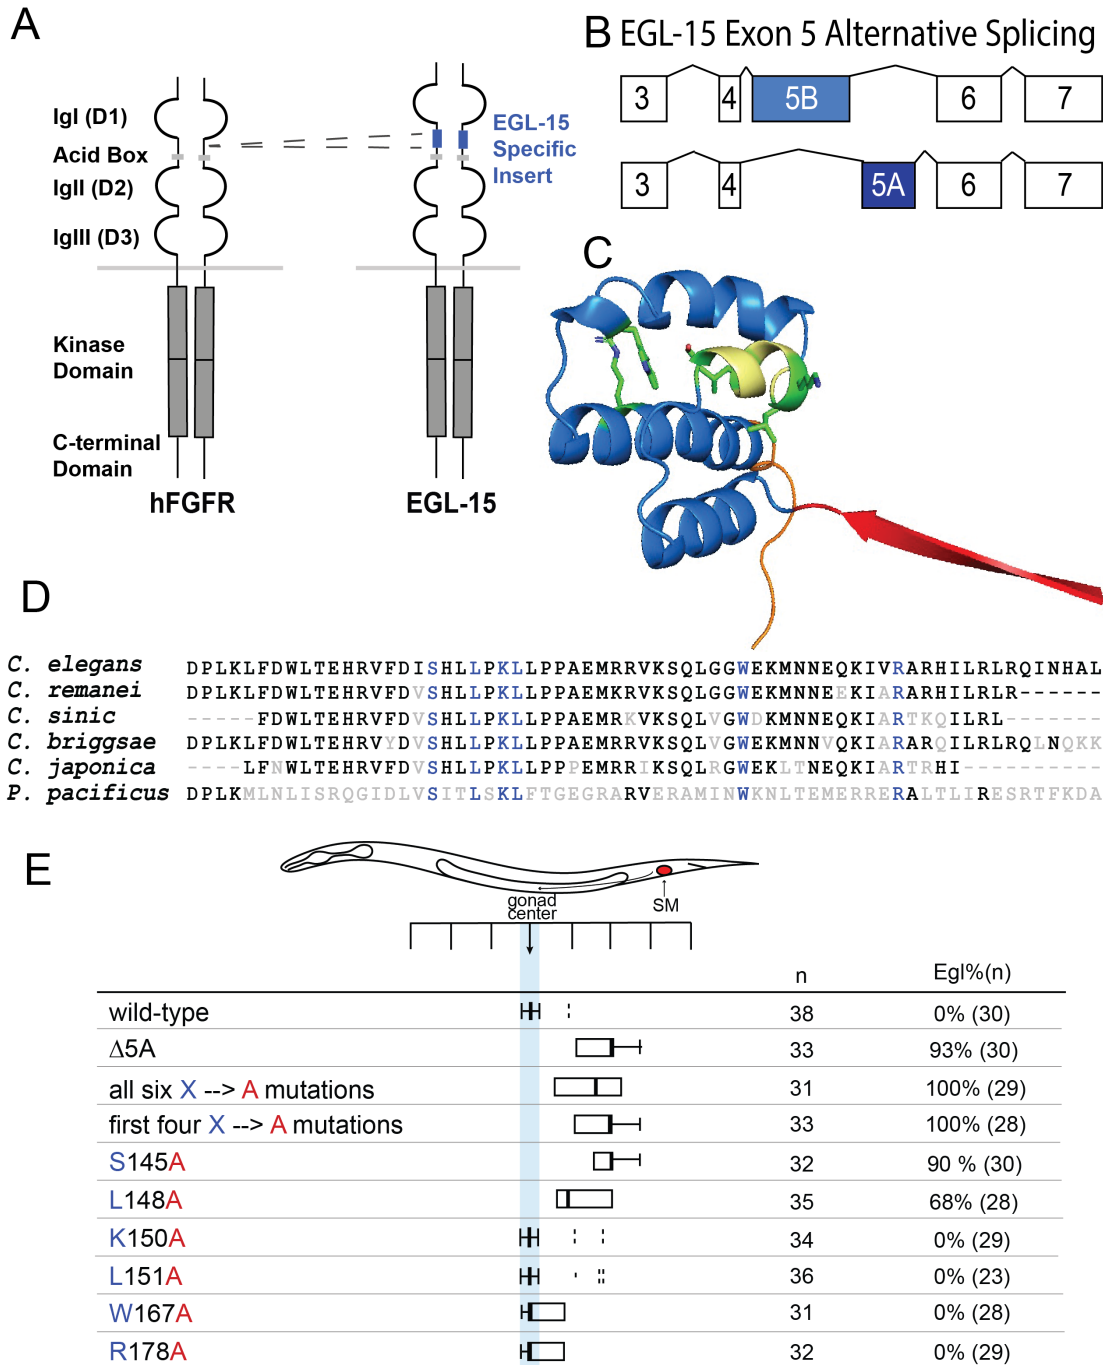 A
IgI (D1)
Acid Box
IgII (D2)
IgIII (D3)
Kinase
Domain
C-terminal
Domain
hFGFR
EGL-15
EGL-15
Specific
Insert
B EGL-15 Exon 5 Alternative Splicing
3 4 5B 6 7
3 4 5A 6 7
C
D
C. elegans DPLKLFDWLTEHRVFDISHLLPKLLPPAEMRRVKSQLGGWEKMNNEQKIVRARHILRLRQINHAL
C. remanei DPLKLFDWLTEHRVFDVSHLLPKLLPPAEMRRVKSQLGGWEKMNNEEKIARARHILRLR------
C. sinic -----FDWLTEHRVFDVSHLLPKLLPPAEMRKVKSQLVGWDKMNNEQKIARTKQILRL-------
C. briggsae DPLKLFDWLTEHRVYDVSHLLPKLLPPAEMRRVKSQLVGWEKMNNVQKIARARQILRLRQLNQKK
C. japonica ----LFNWLTEHRVFDVSHLLPKLLPPPEMRRIKSQLRGWEKLTNEQKIARTRHI----------
P. pacificus DPLKMLNLISRQGIDLVSITLSKLFTGEGRARVERAMINWKNLTEMERRERALTLIRESRTFKDA
E
gonad
center
SM
n Egl%(n)
wild-type 38 0% (30)
Δ5A 33 93% (30)
all six X --> A mutations 31 100% (29)
first four X --> A mutations 33 100% (28)
S145A 32 90 % (30)
L148A 35 68% (28)
K150A 34 0% (29)
L151A 36 0% (23)
W167A 31 0% (28)
R178A 32 0% (29)